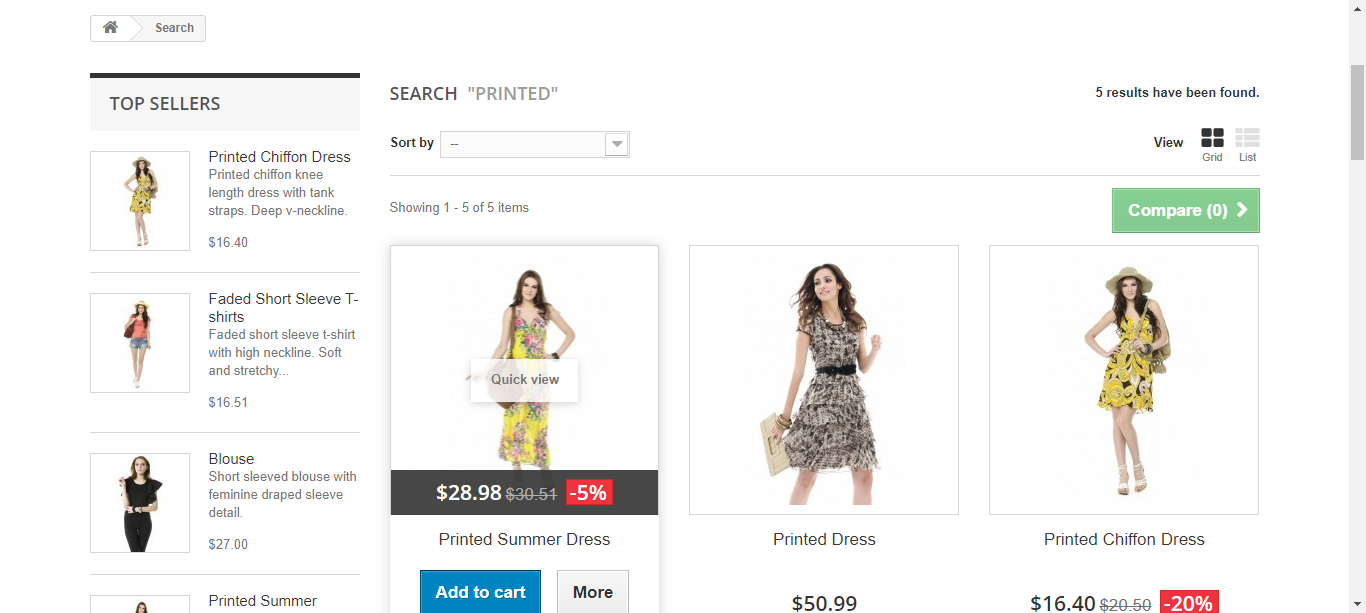 Search
TOP SELLERS
Printed Chiffon Dress
Printed chiffon knee
length dress with tank
straps. Deep v-neckline.
$16.40
Faded Short Sleeve T-
shirts
Faded short sleeve t-shirt
with high neckline. Soft
and stretchy...
$16.51
Blouse
Short sleeved blouse with
feminine draped sleeve
detail.
$27.00
Printed Summer
SEARCH "PRINTED"
5 results have been found.
Sort by --
View
Grid
List
Showing 1 - 5 of 5 items
Compare (0)
Quick view
$28.98 $30.51 -5%
Printed Summer Dress
Add to cart
More
Printed Dress
$50.99
Printed Chiffon Dress
$16.40 $20.50 -20%